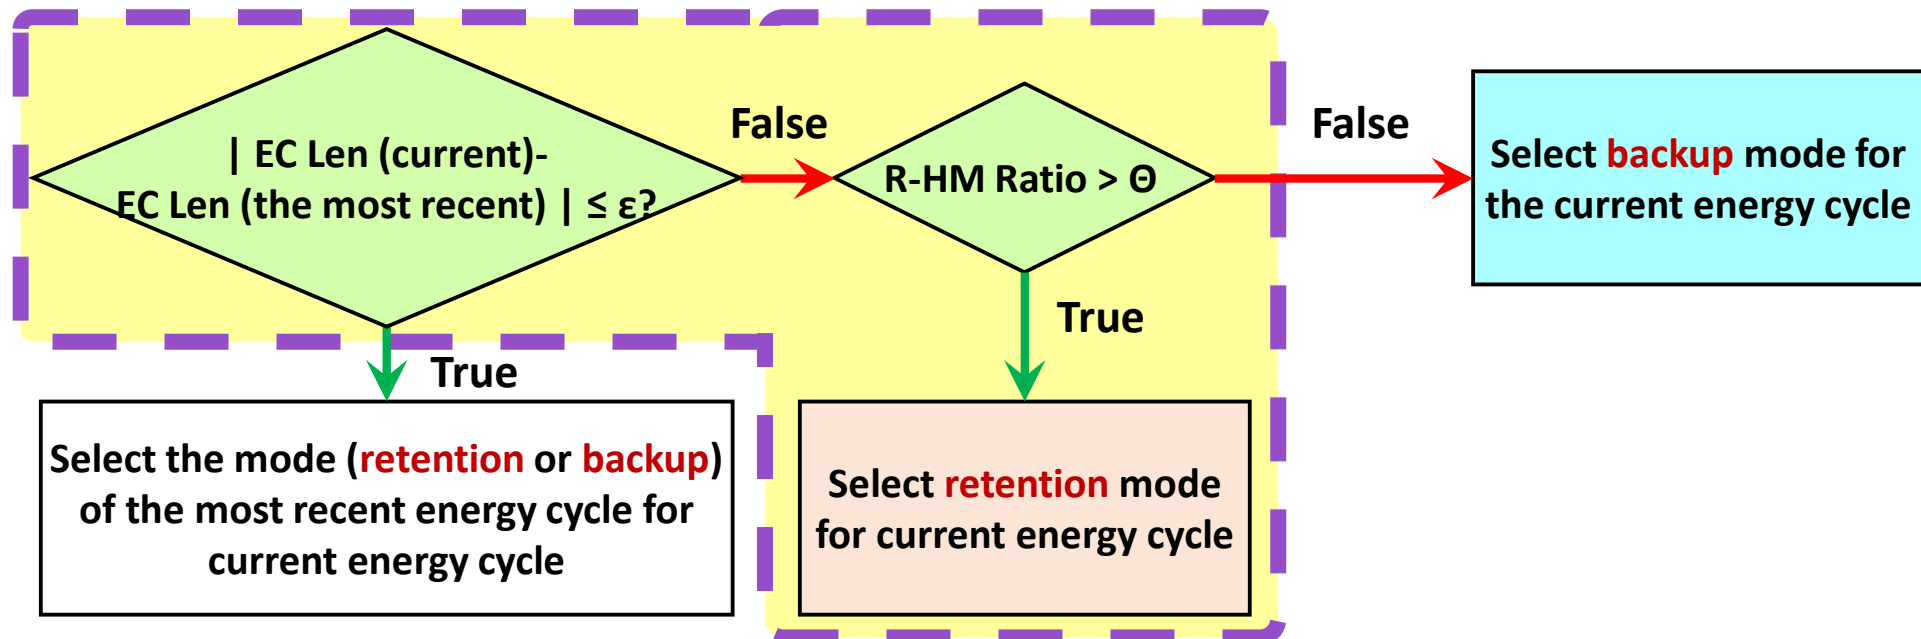 | EC Len (current)-
EC Len (the most recent) | ≤ ε?
False
R-HM Ratio > Θ
False
Select backup mode for
the current energy cycle
True
True
Select the mode (retention or backup)
of the most recent energy cycle for
current energy cycle
Select retention mode
for current energy cycle